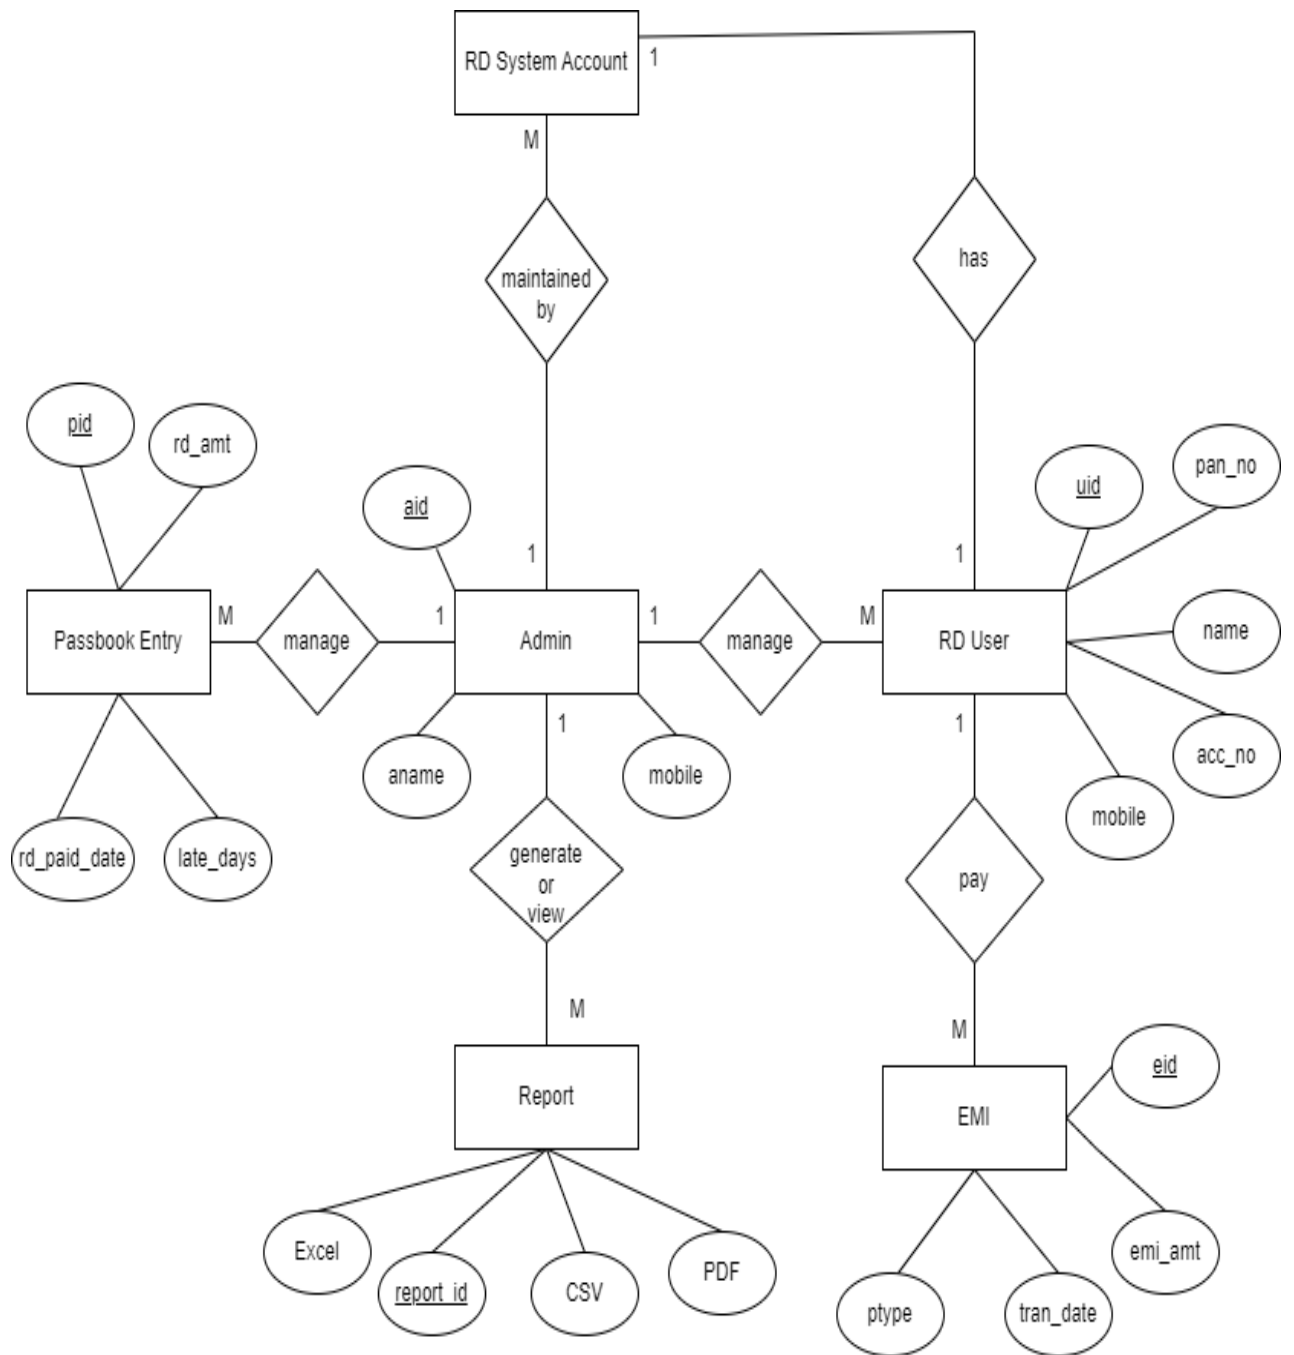 RD System Account
1
M
has
maintained
by
pid
rd_amt
pan_no
uid
aid
1
1
M
1
1
M
name
Passbook Entry
manage
Admin
manage
RD User
1
1
acc_no
aname
mobile
mobile
rd_paid_date
late_days
generate
or
view
pay
M
M
eid
Report
EMI
Excel
report_id
CSV
PDF
emi_amt
ptype
tran_date